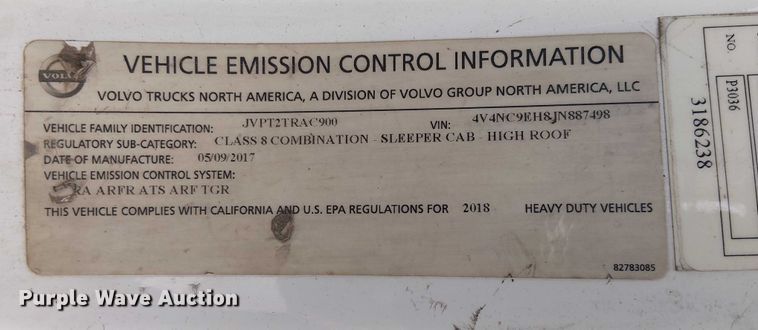 VOLVO
VEHICLE EMISSION CONTROL INFORMATION
VOLVO TRUCKS NORTH AMERICA, A DIVISION OF VOLVO GROUP NORTH AMERICA, LLC
VEHICLE FAMILY IDENTIFICATION: JVPT2TRAC900 VIN: 4V4NC9EH8JN887498
REGULATORY SUB-CATEGORY: CLASS 8 COMBINATION - SLEEPER CAB - HIGH ROOF
DATE OF MANUFACTURE: 05/09/2017
VEHICLE EMISSION CONTROL SYSTEM:
RA ARFR ATS ARF TGR
THIS VEHICLE COMPLIES WITH CALIFORNIA AND U.S. EPA REGULATIONS FOR 2018 HEAVY DUTY VEHICLES
82783085
NO.
P3036
3186238
Purple Wave Auction